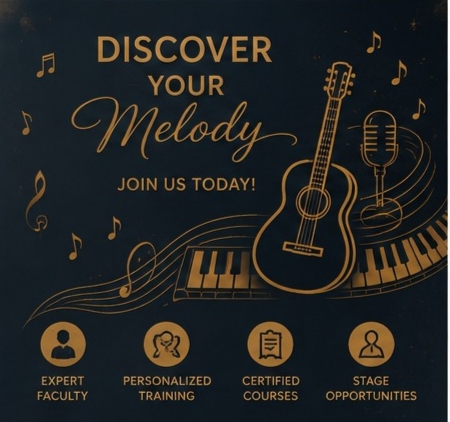 DISCOVER
YOUR
Melody
JOIN US TODAY!
EXPERT
FACULTY
PERSONALIZED
TRAINING
CERTIFIED
COURSES
STAGE
OPPORTUNITIES